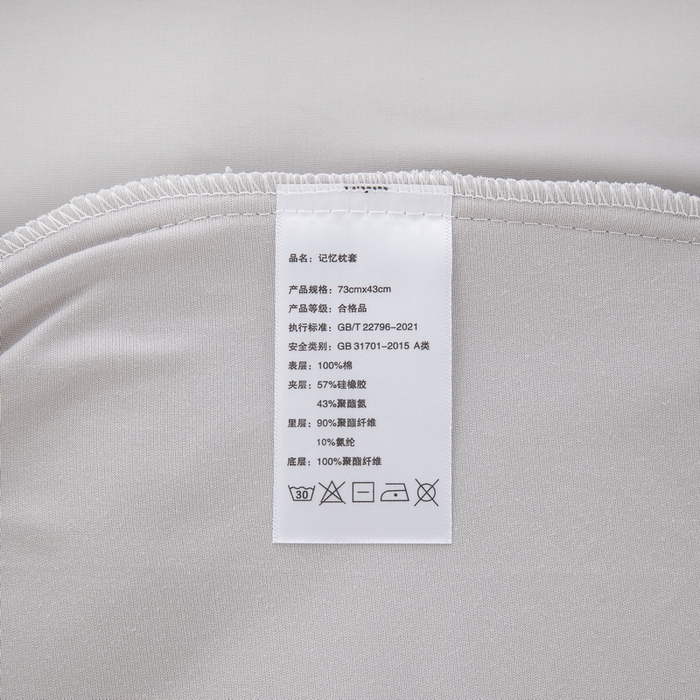 品名：记忆枕套
产品规格：73cmx43cm
产品等级：合格品
执行标准：GB/T 22796-2021
安全类别：GB 31701-2015 A类
表层：100%棉
夹层：57%硅橡胶
43%聚酯氨
里层：90%聚酯纤维
10%氨纶
底层：100%聚酯纤维
30